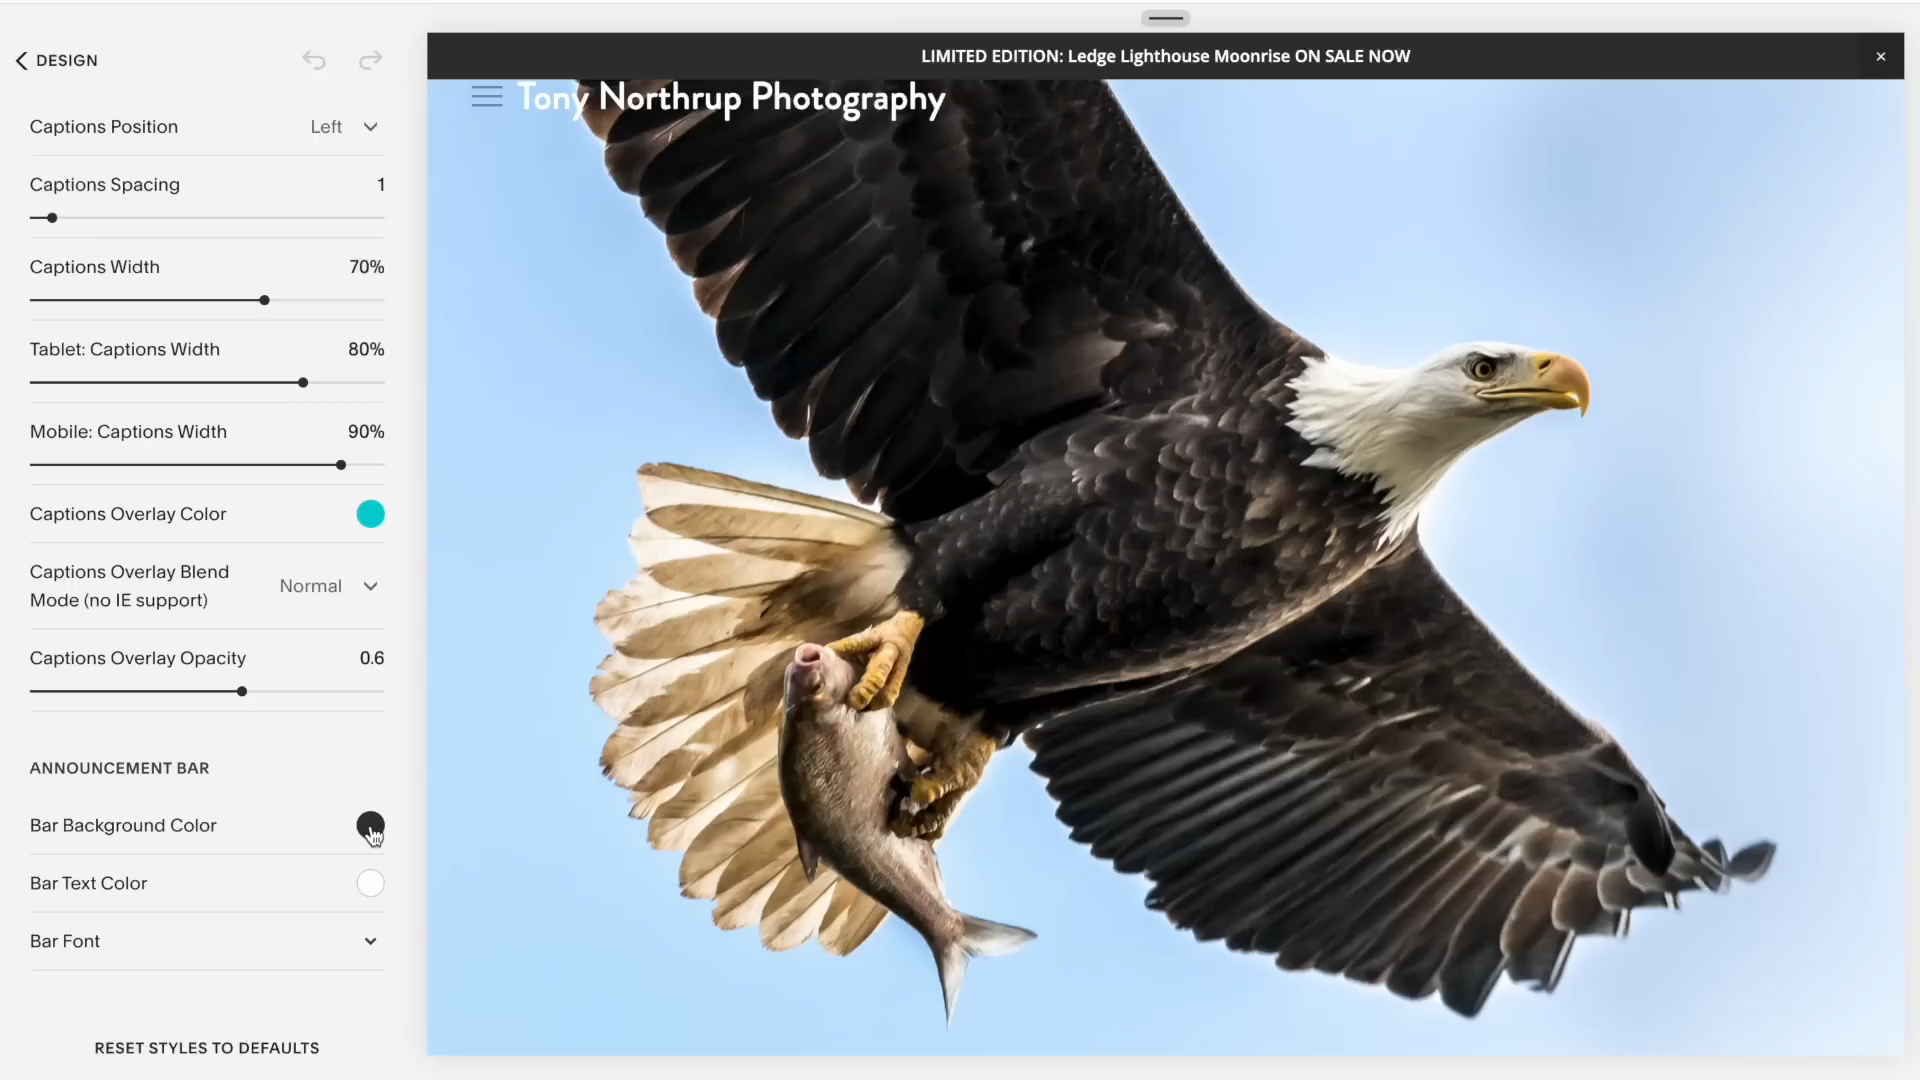 DESIGN
Captions Position Left
Captions Spacing 1
Captions Width 70%
Tablet: Captions Width 80%
Mobile: Captions Width 90%
Captions Overlay Color
Captions Overlay Blend
Mode (no IE support) Normal
Captions Overlay Opacity 0.6
ANNOUNCEMENT BAR
Bar Background Color
Bar Text Color
Bar Font
RESET STYLES TO DEFAULTS
LIMITED EDITION: Ledge Lighthouse Moonrise ON SALE NOW
Tony Northrup Photography